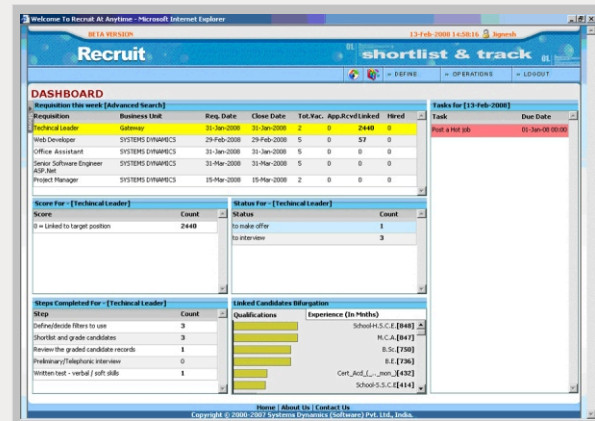 Welcome To Recruit At Anytime - Microsoft Internet Explorer
BETA VERSION
13-Feb-2008 14:58:16 Jignesh
Recruit
shortlist & track
» DEFINE » OPERATIONS » LOGOUT
DASHBOARD
Requisition this week [Advanced Search]
Requisition Business Unit Req. Date Close Date Tot.Vac. App.Rcvd Linked Hired
Techincal Leader Gateway 31-Jan-2008 31-Jan-2008 2 0 2440 0
Web Developer SYSTEMS DYNAMICS 29-Feb-2008 29-Feb-2008 5 0 57 0
Office Assistant SYSTEMS DYNAMICS 31-Jan-2008 31-Jan-2008 5 0 0 0
Senior Software Engineer ASP.Net SYSTEMS DYNAMICS 31-Mar-2008 31-Mar-2008 5 0 0 0
Project Manager SYSTEMS DYNAMICS 15-Mar-2008 15-Mar-2008 2 0 0 0
Tasks for [13-Feb-2008]
Task Due Date
Post a Hot job 01-Jan-08 00:00
Score For - [Techincal Leader]
Score Count
0 = Linked to target position 2440
Status For - [Techincal Leader]
Status Count
to make offer 1
to interview 3
Steps Completed For - [Techincal Leader]
Step Count
Define/decide filters to use 3
Shortlist and grade candidates 3
Review the graded candidate records 1
Preliminary/Telephonic interview 0
Written test - verbal / soft skills 1
Linked Candidates Bifurgation
Qualifications Experience (In Mnths)
School-H.S.C.E.[848]
M.C.A.[847]
B.Sc.[750]
B.E.[736]
Cert_Acd_(_.._mon_)[432]
School-S.S.C.E[414]
Home | About Us | Contact Us
Copyright © 2000-2007 Systems Dynamics (Software) Pvt. Ltd., India.